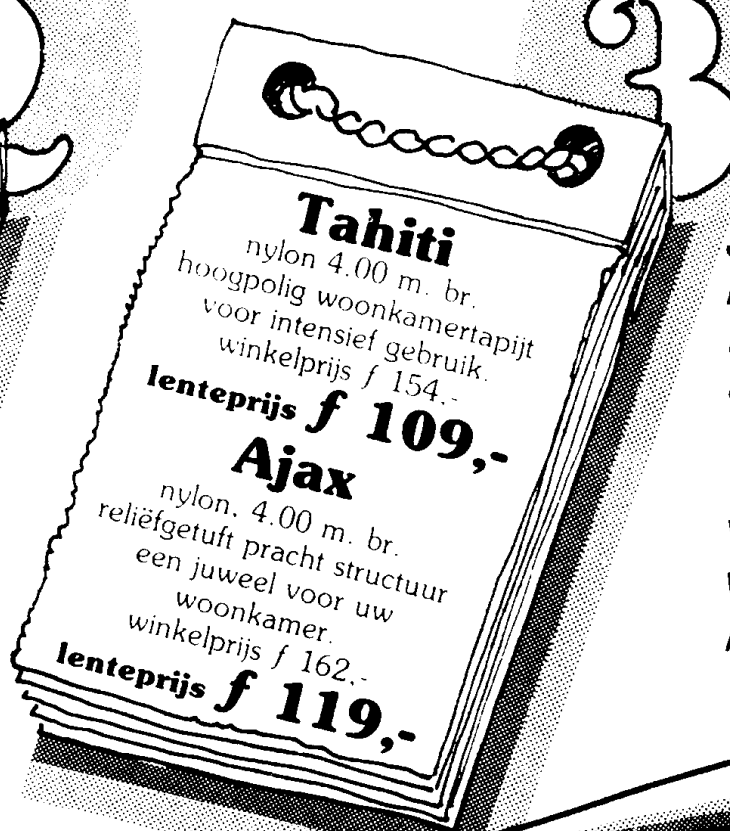 3
Tahiti
nylon 4.00 m. br.
hoogpolig woonkamertapijt
voor intensief gebruik.
winkelprijs f 154,-
lenteprijs f 109,-
Ajax
nylon, 4.00 m. br.
reliëfgetuft pracht structuur
een juweel voor uw
woonkamer.
winkelprijs f 162,-
lenteprijs f 119,-